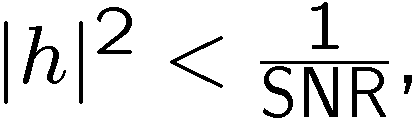 |h|² < 1/SNR,